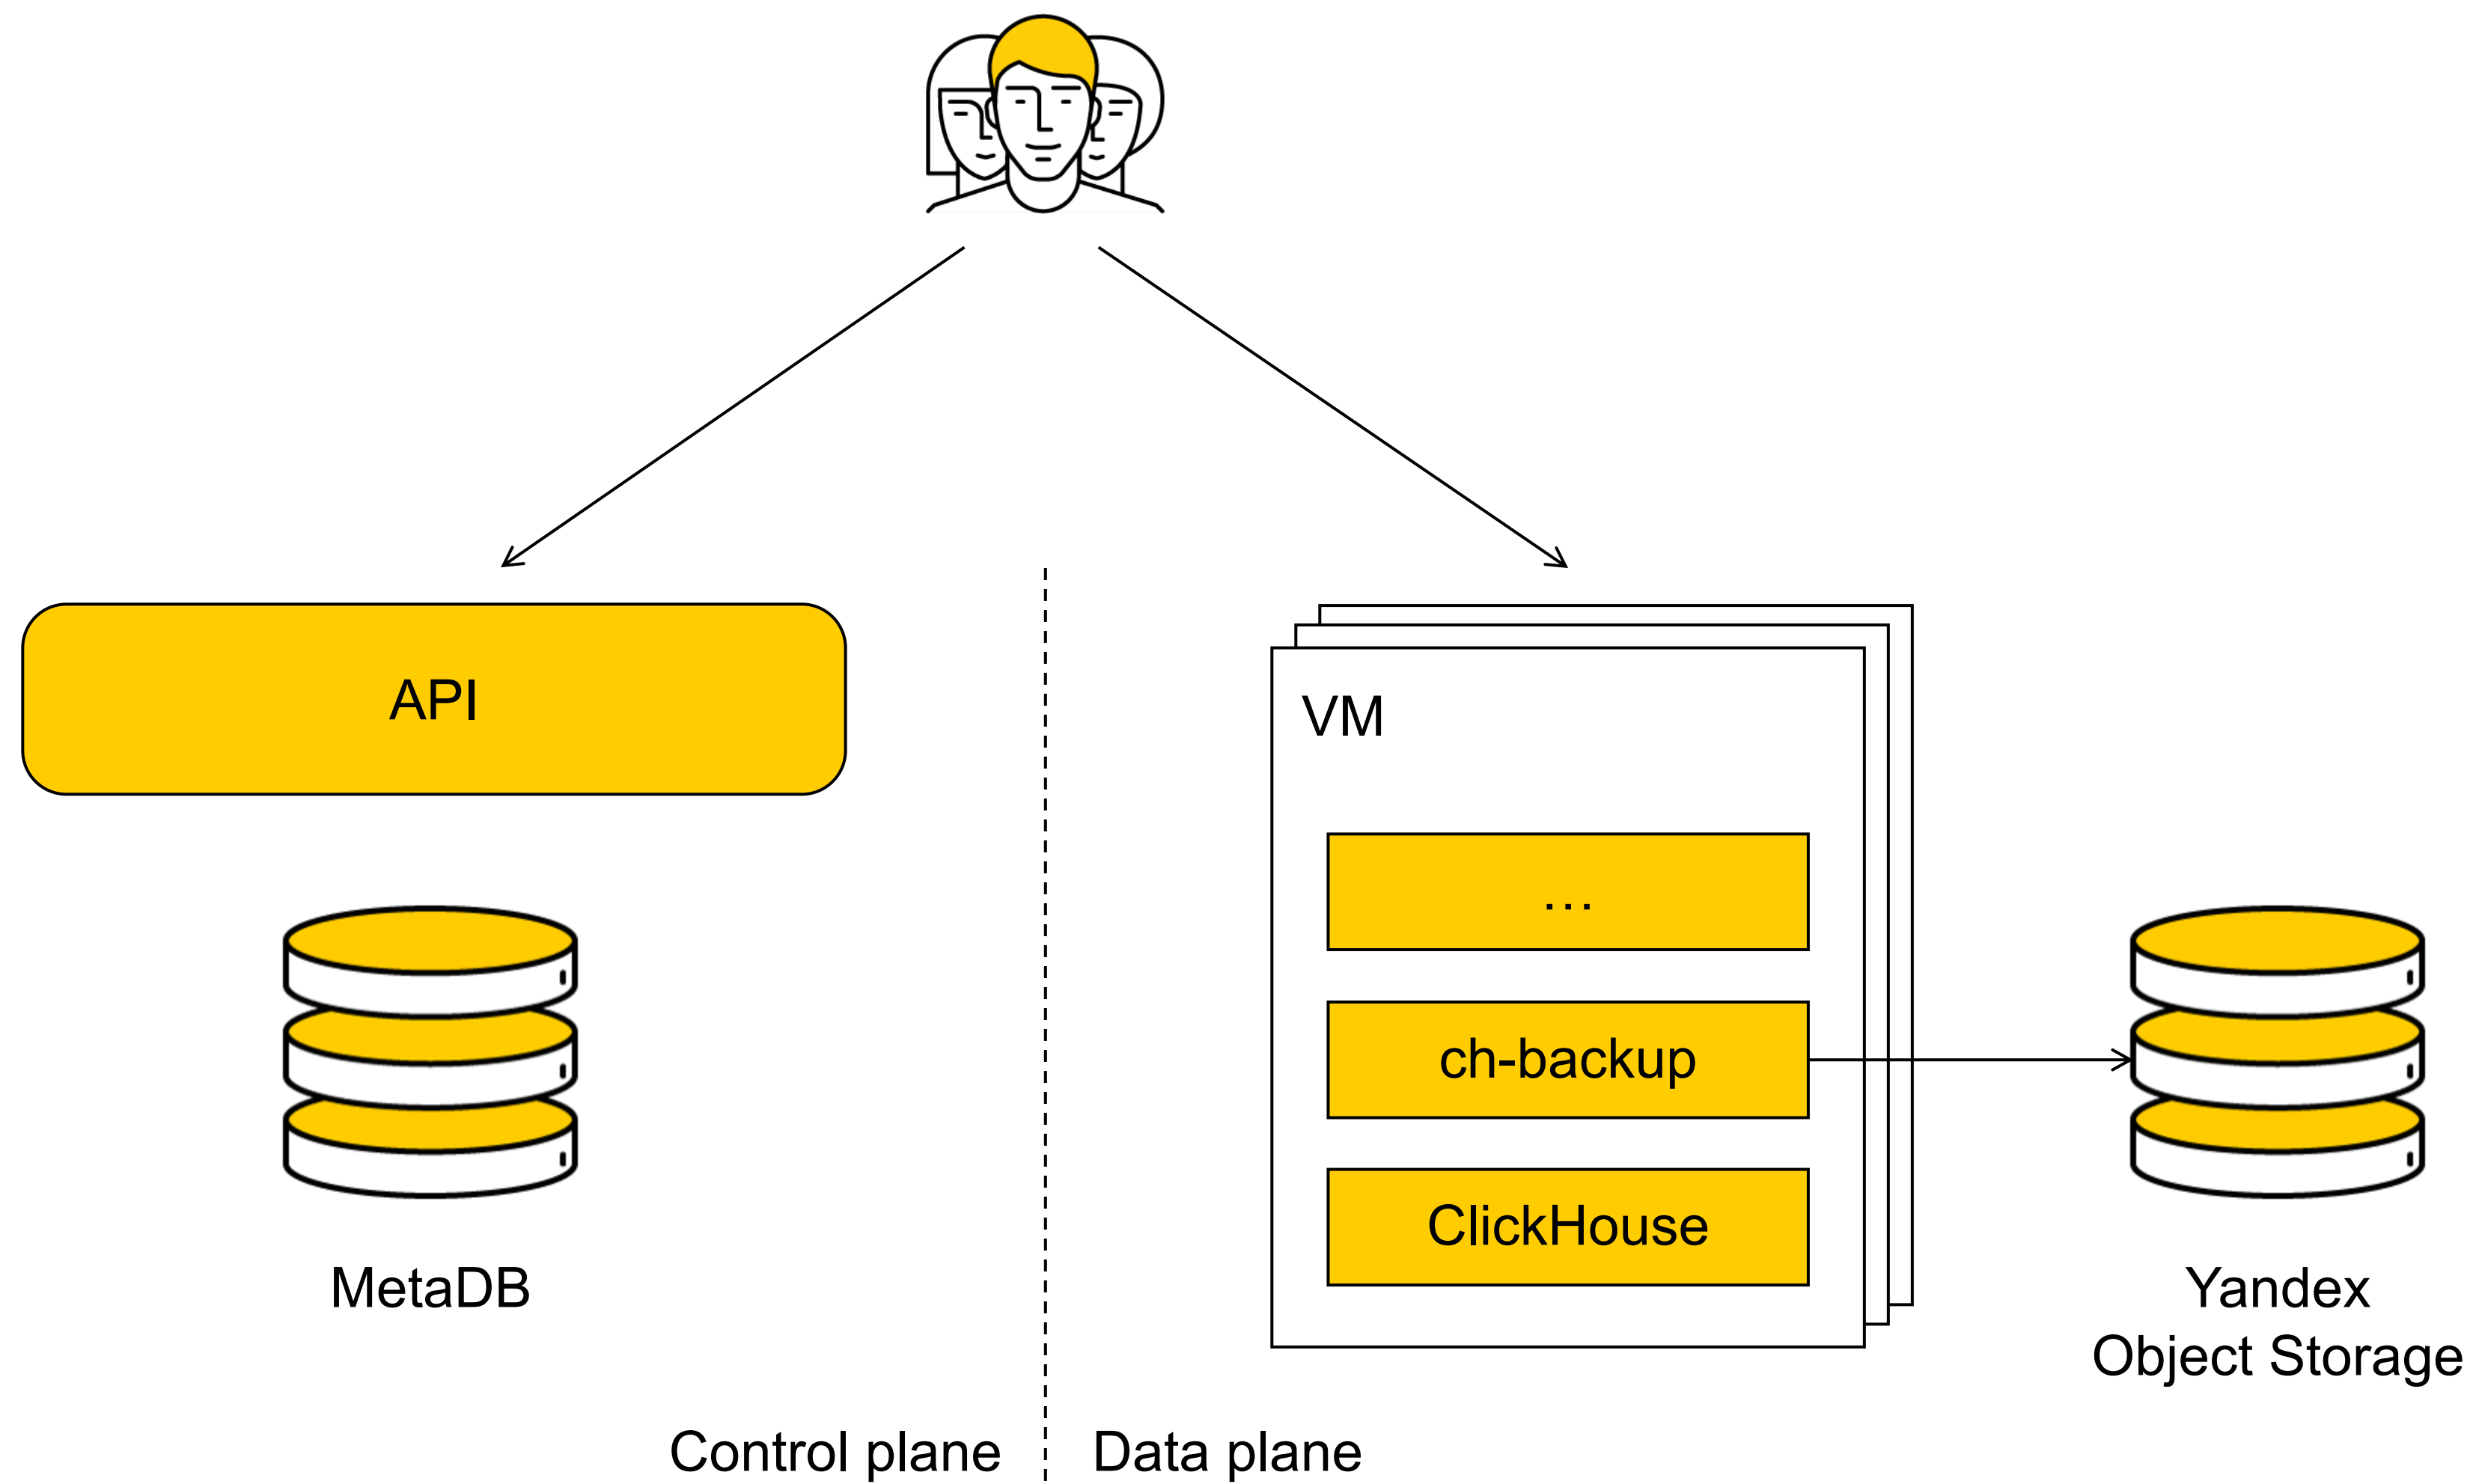 API
VM
...
ch-backup
ClickHouse
MetaDB
Yandex
Object Storage
Control plane
Data plane